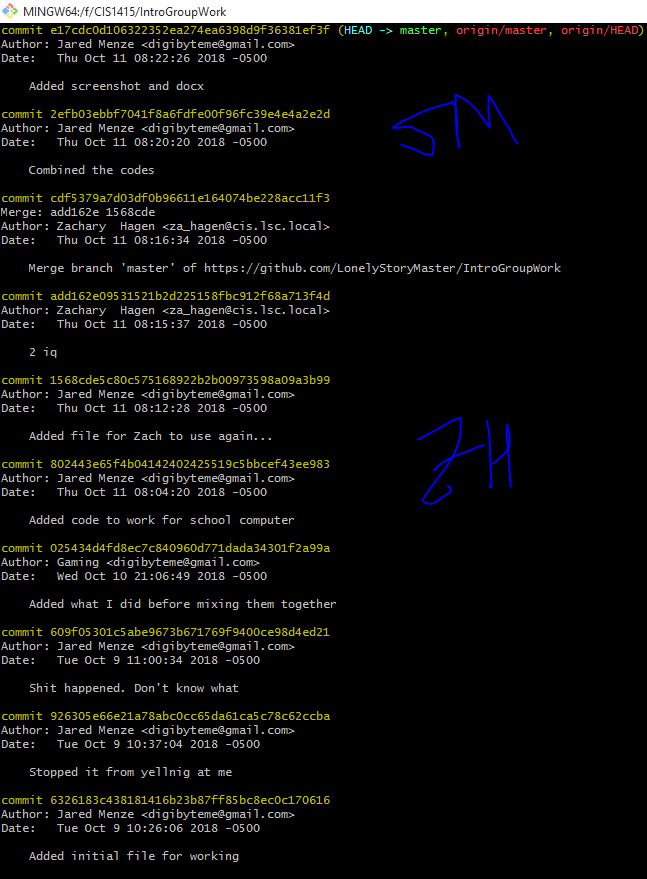 MINGW64:/f/CIS1415/IntroGroupWork
commit e17cdc0d106322352ea274ea6398d9f36381ef3f (HEAD -> master, origin/master, origin/HEAD)
Author: Jared Menze <digibyteme@gmail.com>
Date:   Thu Oct 11 08:22:26 2018 -0500
Added screenshot and docx
commit 2efb03ebbf7041f8a6fdfe00f96fc39e4e4a2e2d
Author: Jared Menze <digibyteme@gmail.com>
Date:   Thu Oct 11 08:20:20 2018 -0500
JM
Combined the codes
commit cdf5379a7d03df0b96611e164074be228acc11f3
Merge: add162e 1568cde
Author: Zachary  Hagen <za_hagen@cis.lsc.local>
Date:   Thu Oct 11 08:16:34 2018 -0500
Merge branch 'master' of https://github.com/LonelyStoryMaster/IntroGroupWork
commit add162e09531521b2d225158fbc912f68a713f4d
Author: Zachary  Hagen <za_hagen@cis.lsc.local>
Date:   Thu Oct 11 08:15:37 2018 -0500
2 iq
commit 1568cde5c80c575168922b2b00973598a09a3b99
Author: Jared Menze <digibyteme@gmail.com>
Date:   Thu Oct 11 08:12:28 2018 -0500
Added file for Zach to use again...
ZH
commit 802443e65f4b04142402425519c5bbcef43ee983
Author: Jared Menze <digibyteme@gmail.com>
Date:   Thu Oct 11 08:04:20 2018 -0500
Added code to work for school computer
commit 025434d4fd8ec7c840960d771dada34301f2a99a
Author: Gaming <digibyteme@gmail.com>
Date:   Wed Oct 10 21:06:49 2018 -0500
Added what I did before mixing them together
commit 609f05301c5abe9673b671769f9400ce98d4ed21
Author: Jared Menze <digibyteme@gmail.com>
Date:   Tue Oct 9 11:00:34 2018 -0500
Shit happened. Don't know what
commit 926305e66e21a78abc0cc65da61ca5c78c62ccba
Author: Jared Menze <digibyteme@gmail.com>
Date:   Tue Oct 9 10:37:04 2018 -0500
Stopped it from yellnig at me
commit 6326183c438181416b23b87ff85bc8ec0c170616
Author: Jared Menze <digibyteme@gmail.com>
Date:   Tue Oct 9 10:26:06 2018 -0500
Added initial file for working